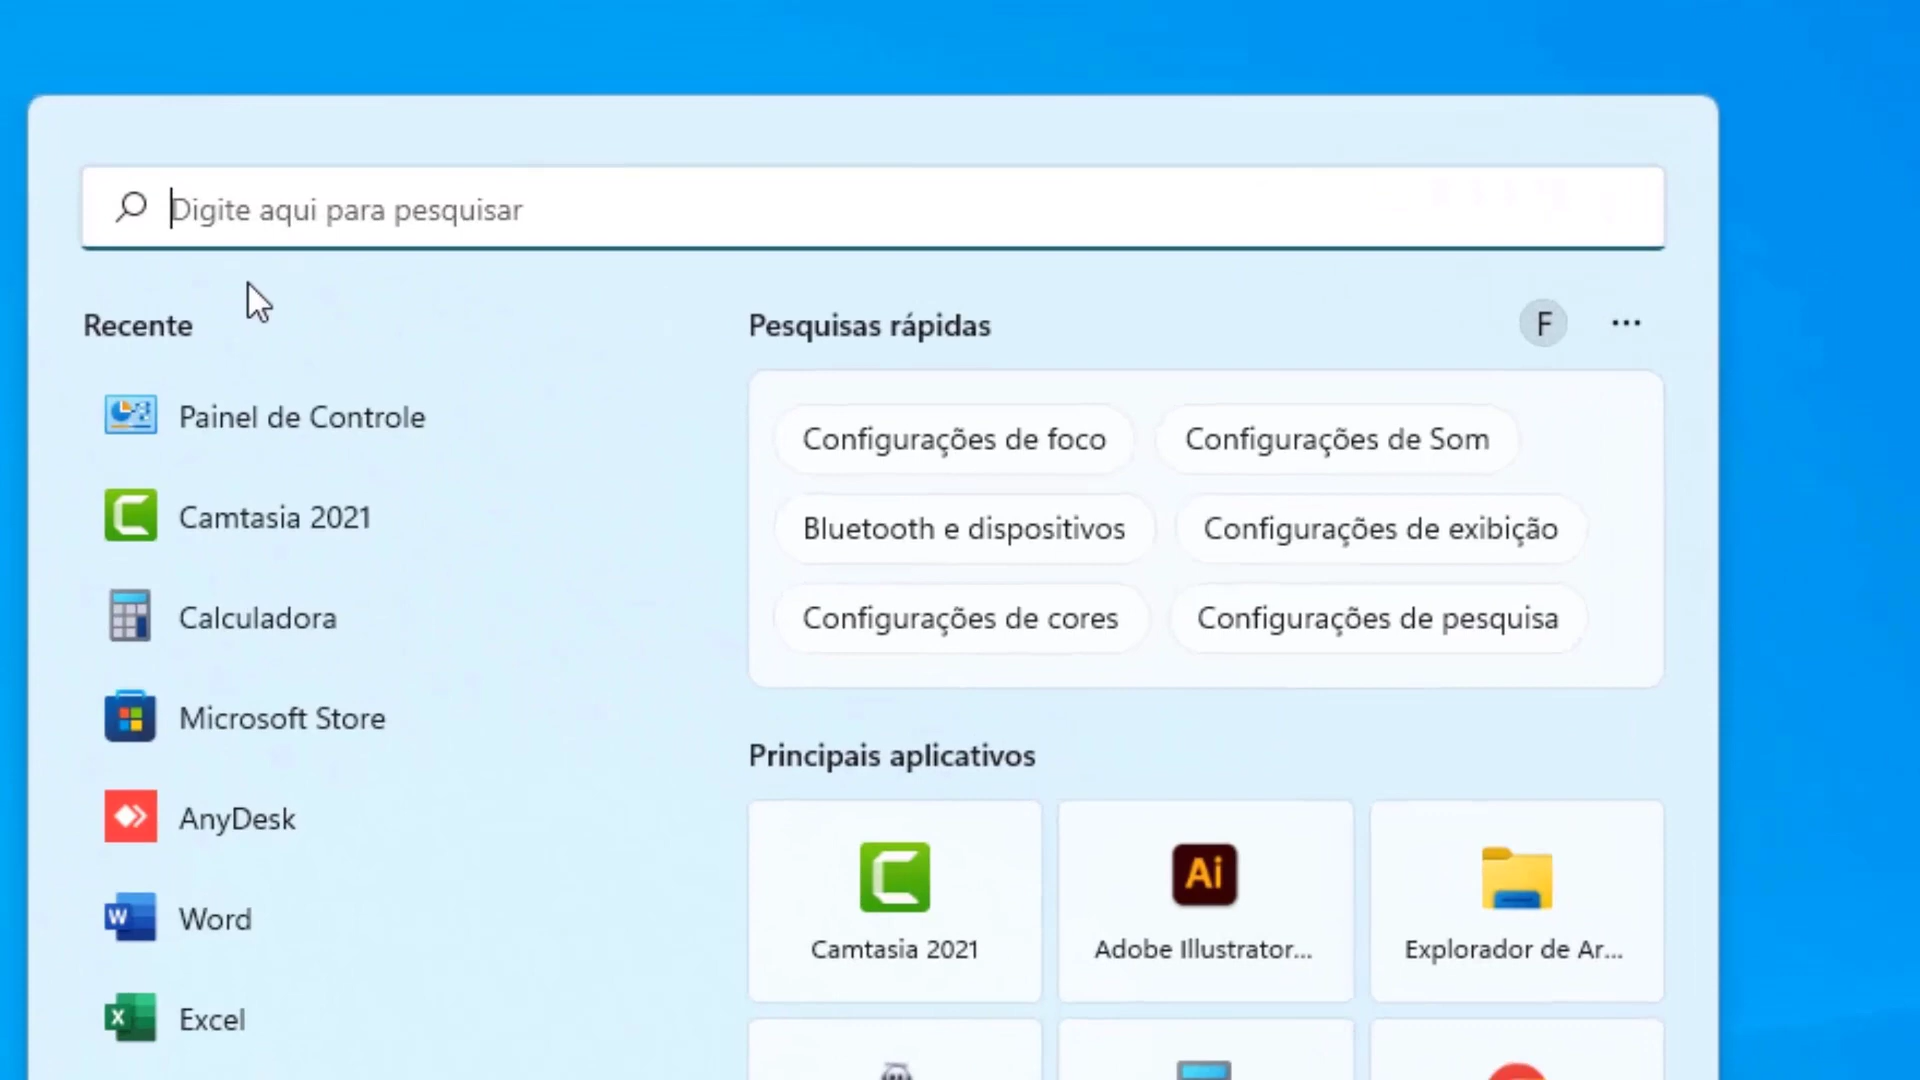 Digite aqui para pesquisar
Recente
Painel de Controle
Camtasia 2021
Calculadora
Microsoft Store
AnyDesk
W
Word
X
Excel
Pesquisas rápidas
F
Configurações de foco
Configurações de Som
Bluetooth e dispositivos
Configurações de exibição
Configurações de cores
Configurações de pesquisa
Principais aplicativos
Camtasia 2021
Ai
Adobe Illustrator...
Explorador de Ar...